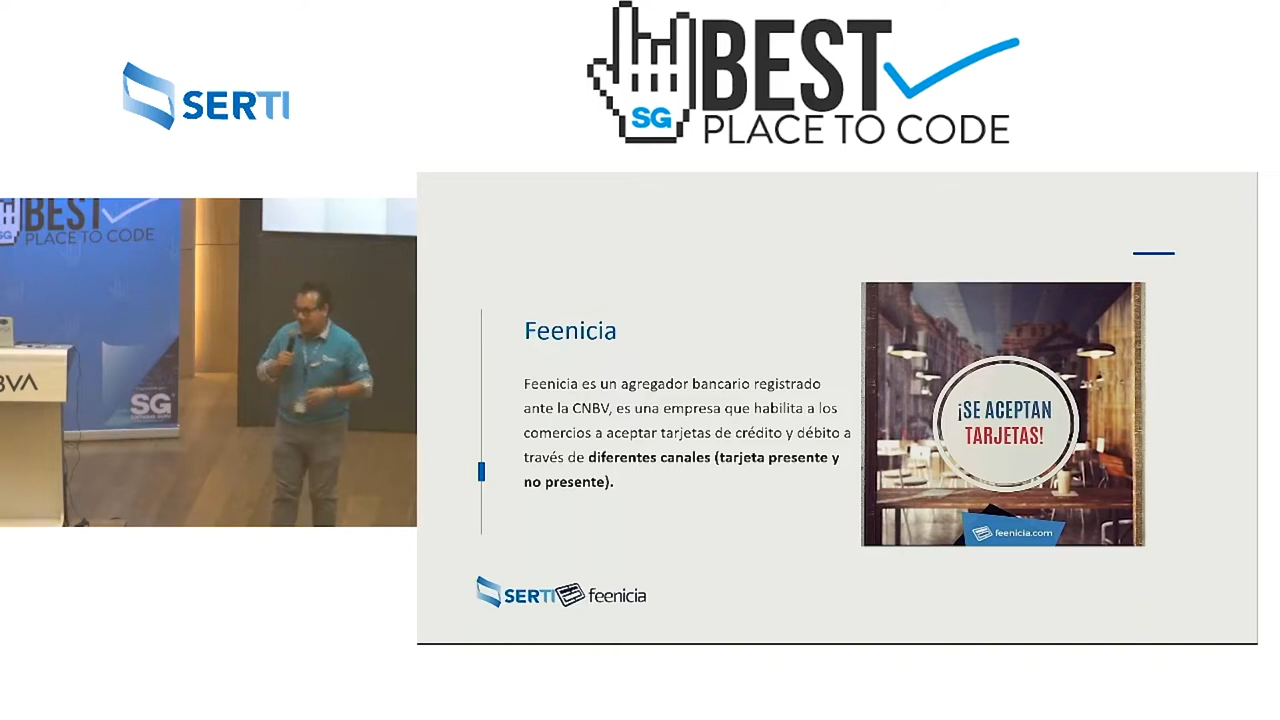 SERTI
SG
BEST
PLACE TO CODE
SG
BEST
PLACE TO CODE
BVA
SG
Feenicia
Feenicia es un agregador bancario registrado
ante la CNBV, es una empresa que habilita a los
comercios a aceptar tarjetas de crédito y débito a
través de diferentes canales (tarjeta presente y
no presente).
¡SE ACEPTAN
TARJETAS!
feenicia.com
SERTI feenicia